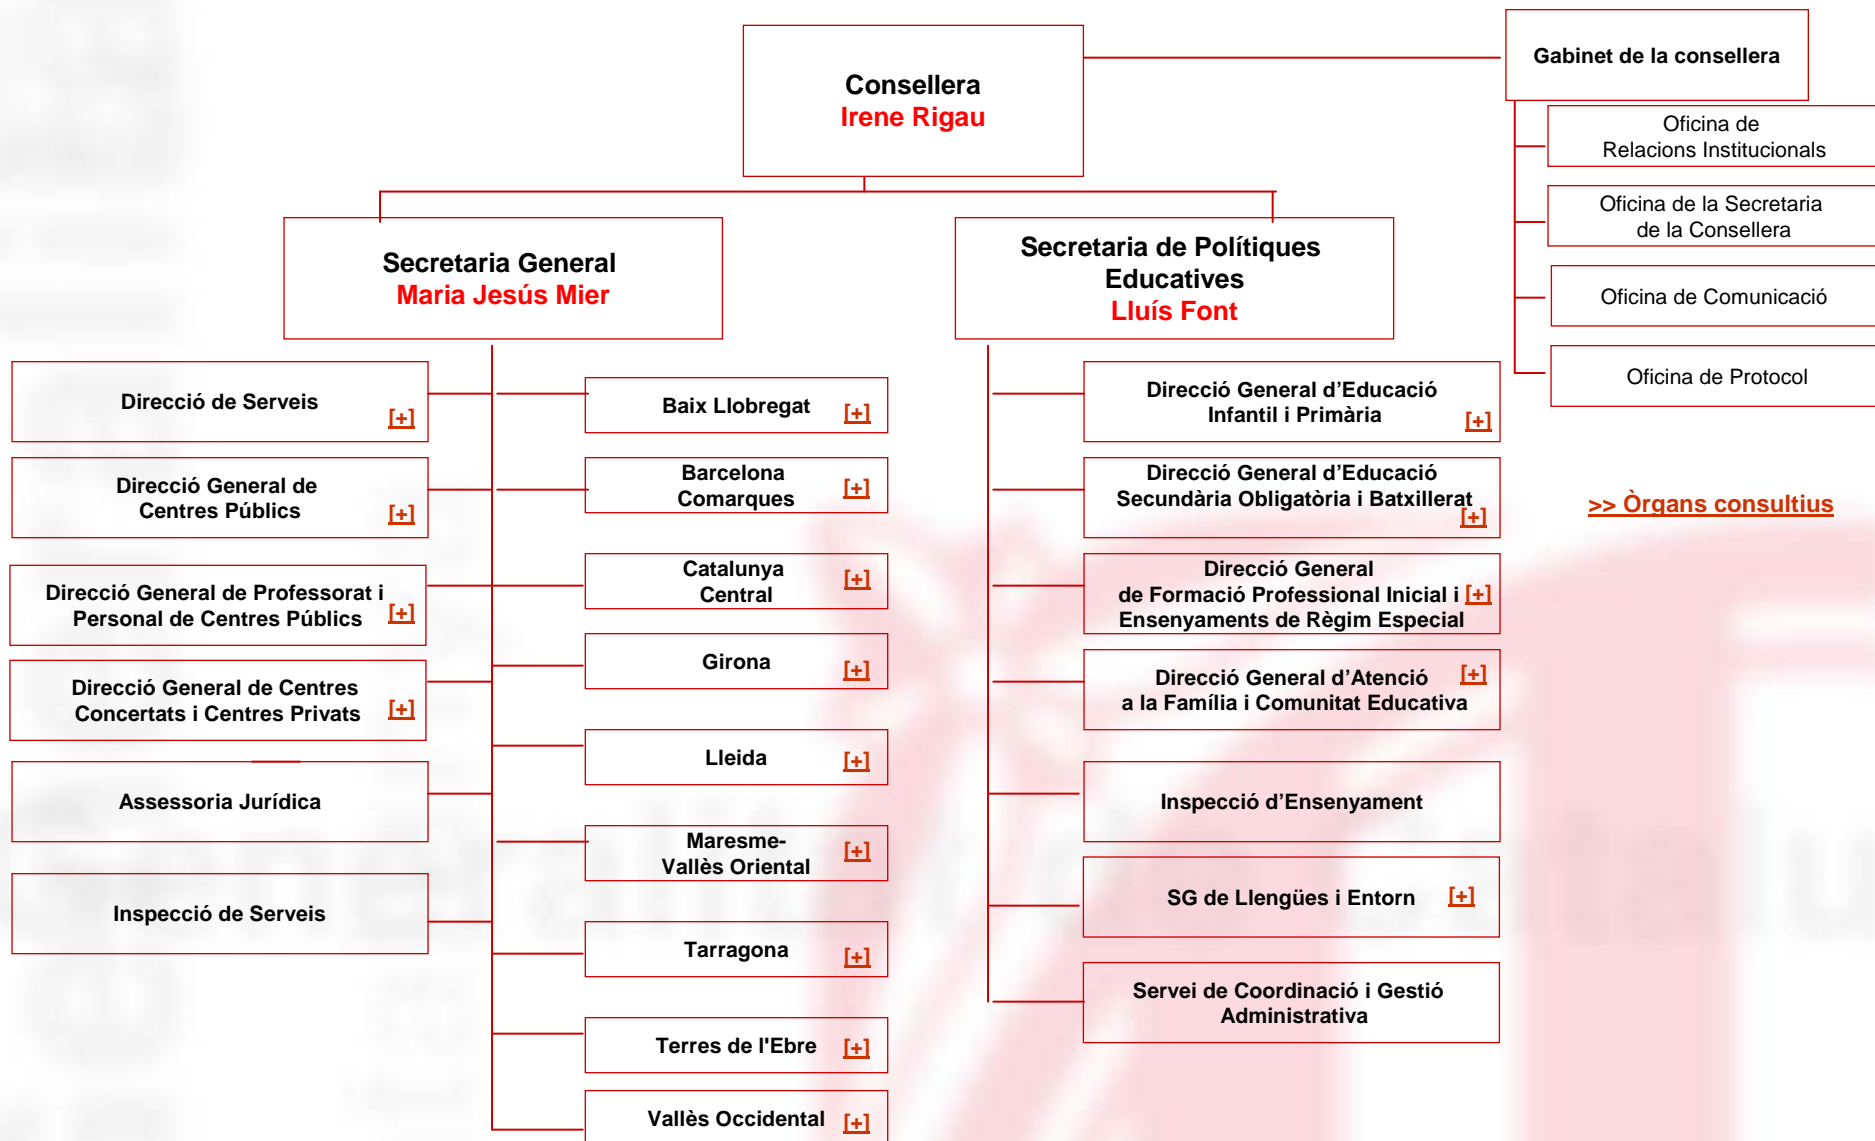 Consellera
Irene Rigau
Gabinet de la consellera
Oficina de
Relacions Institucionals
Oficina de la Secretaria
de la Consellera
Oficina de Comunicació
Oficina de Protocol
>> Òrgans consultius
Secretaria General
Maria Jesús Mier
Direcció de Serveis
[+]
Direcció General de
Centres Públics
[+]
Direcció General de Professorat i
Personal de Centres Públics
[+]
Direcció General de Centres
Concertats i Centres Privats
[+]
Assessoria Jurídica
Inspecció de Serveis
Baix Llobregat [+]
Barcelona
Comarques
[+]
Catalunya
Central
[+]
Girona [+]
Lleida [+]
Maresme-
Vallès Oriental
[+]
Tarragona [+]
Terres de l'Ebre [+]
Vallès Occidental [+]
Secretaria de Polítiques
Educatives
Lluís Font
Direcció General d’Educació
Infantil i Primària
[+]
Direcció General d’Educació
Secundària Obligatòria i Batxillerat
[+]
Direcció General
de Formació Professional Inicial i [+]
Ensenyaments de Règim Especial
Direcció General d’Atenció [+]
a la Família i Comunitat Educativa
Inspecció d’Ensenyament
SG de Llengües i Entorn [+]
Servei de Coordinació i Gestió
Administrativa